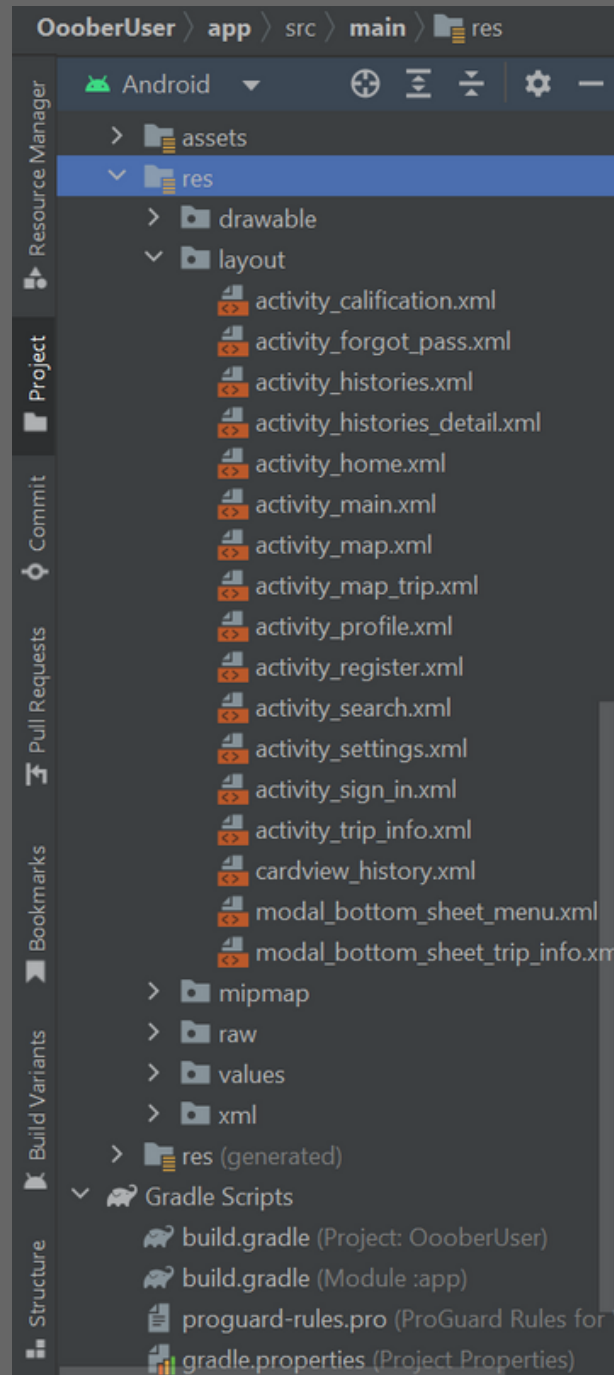 OooberUser 〉 app 〉 src 〉 main 〉 res
Android
Resource Manager
Project
Commit
Pull Requests
Bookmarks
Build Variants
Structure
assets
res
drawable
layout
activity_calification.xml
activity_forgot_pass.xml
activity_histories.xml
activity_histories_detail.xml
activity_home.xml
activity_main.xml
activity_map.xml
activity_map_trip.xml
activity_profile.xml
activity_register.xml
activity_search.xml
activity_settings.xml
activity_sign_in.xml
activity_trip_info.xml
cardview_history.xml
modal_bottom_sheet_menu.xml
modal_bottom_sheet_trip_info.xm
mipmap
raw
values
xml
res (generated)
Gradle Scripts
build.gradle (Project: OooberUser)
build.gradle (Module :app)
proguard-rules.pro (ProGuard Rules for
gradle.properties (Project Properties)